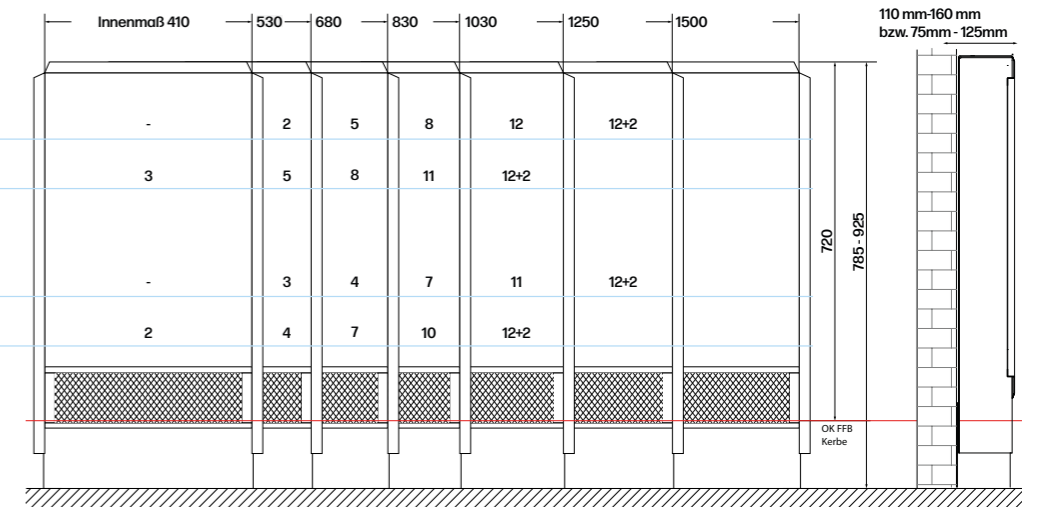 Innenmaß 410 530 680 830 1030 1250 1500
110 mm-160 mm
bzw. 75mm - 125mm
- 2 5 8 12 12+2
3 5 8 11 12+2
720
785 - 925
- 3 4 7 11 12+2
2 4 7 10 12+2
OK FFB
Kerbe